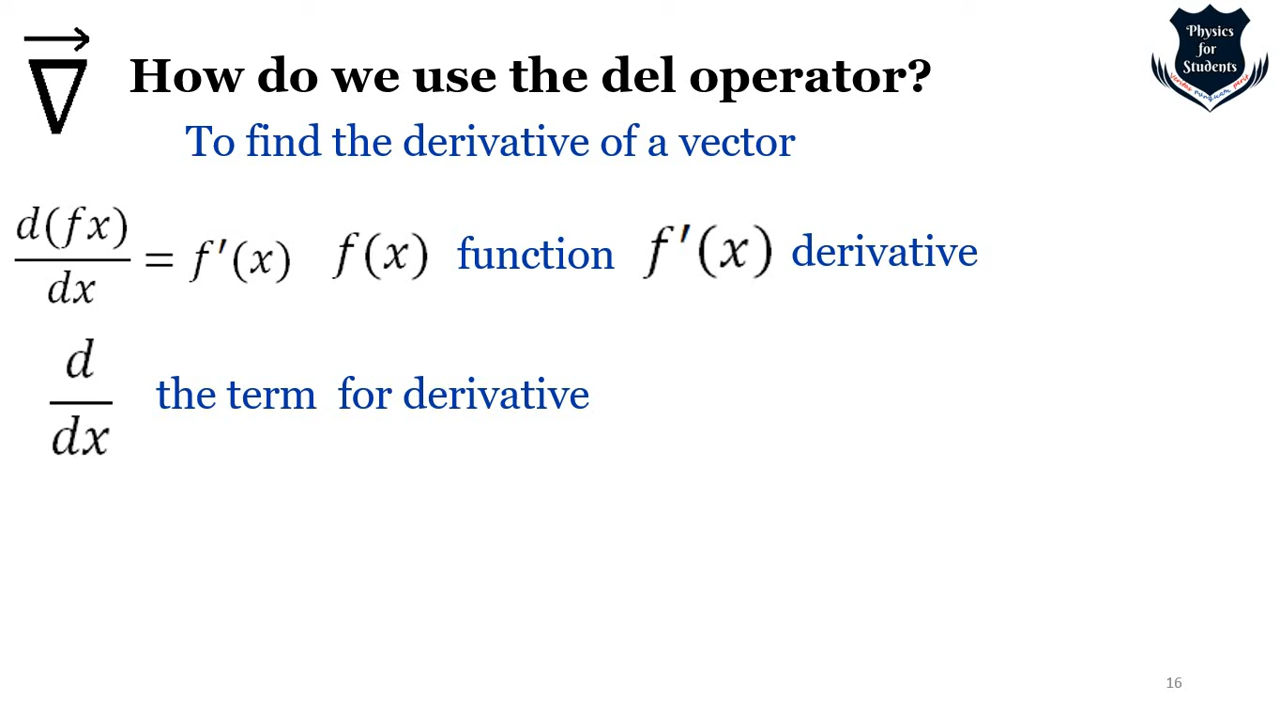 ∇⃗ How do we use the del operator?
Physics
for
Students
To find the derivative of a vector
d(fx)/dx = f′(x) f(x) function f′(x) derivative
d/dx the term for derivative
16